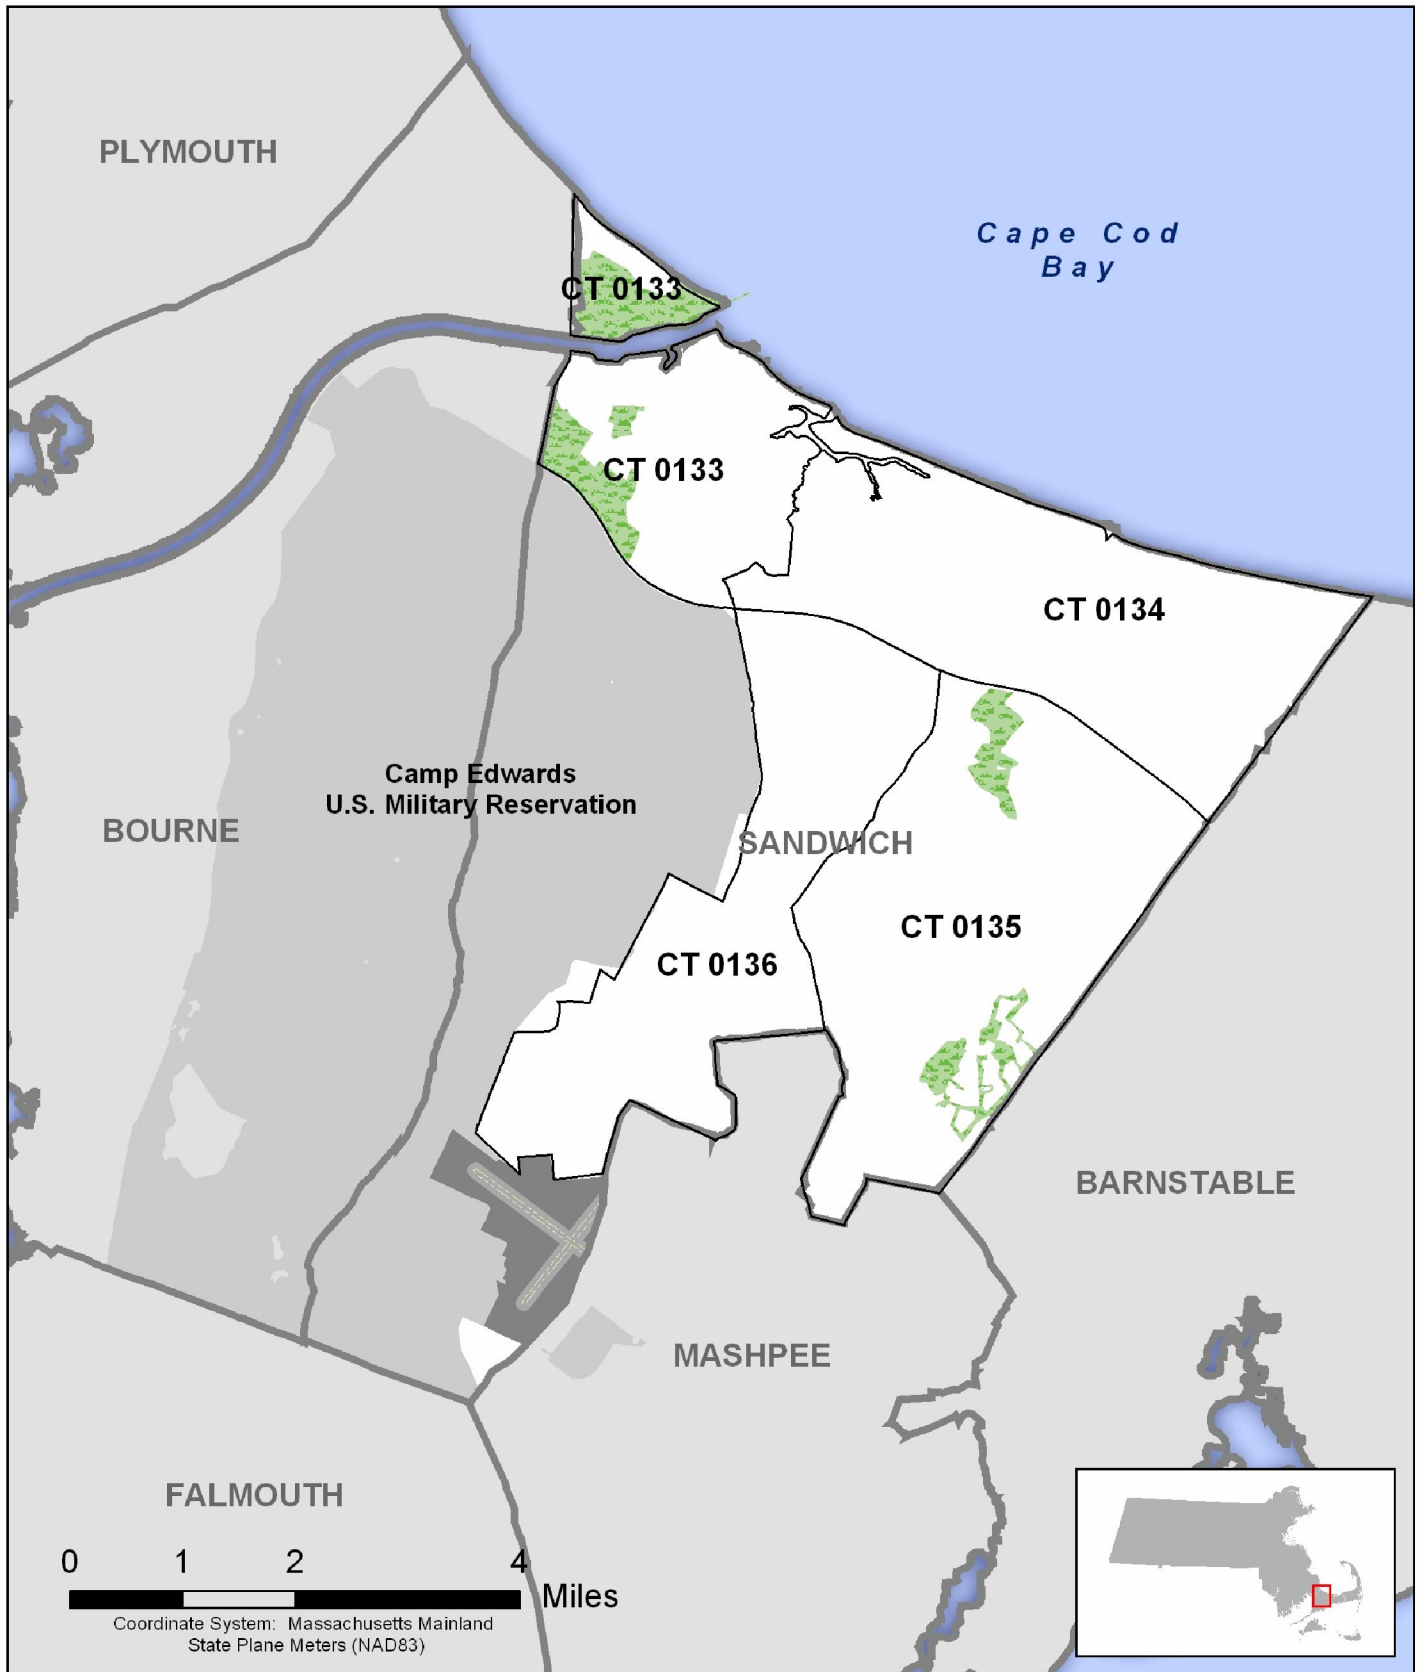 PLYMOUTH
Cape Cod
Bay
CT 0133
CT 0133
CT 0134
Camp Edwards
U.S. Military Reservation
BOURNE
SANDWICH
CT 0135
CT 0136
BARNSTABLE
MASHPEE
FALMOUTH
0 1 2 4
Miles
Coordinate System: Massachusetts Mainland
State Plane Meters (NAD83)